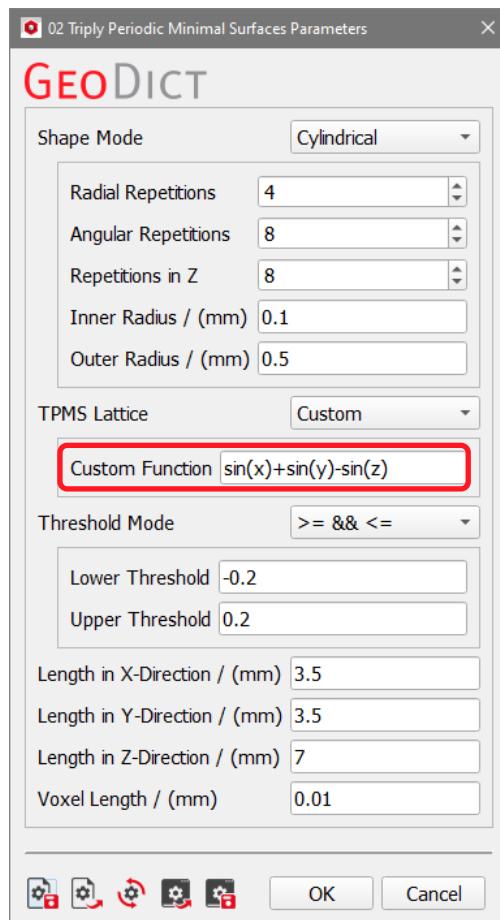 02 Triply Periodic Minimal Surfaces Parameters
GEODICT
Shape Mode Cylindrical
Radial Repetitions 4
Angular Repetitions 8
Repetitions in Z 8
Inner Radius / (mm) 0.1
Outer Radius / (mm) 0.5
TPMS Lattice Custom
Custom Function sin(x)+sin(y)-sin(z)
Threshold Mode >= && <=
Lower Threshold -0.2
Upper Threshold 0.2
Length in X-Direction / (mm) 3.5
Length in Y-Direction / (mm) 3.5
Length in Z-Direction / (mm) 7
Voxel Length / (mm) 0.01
OK Cancel